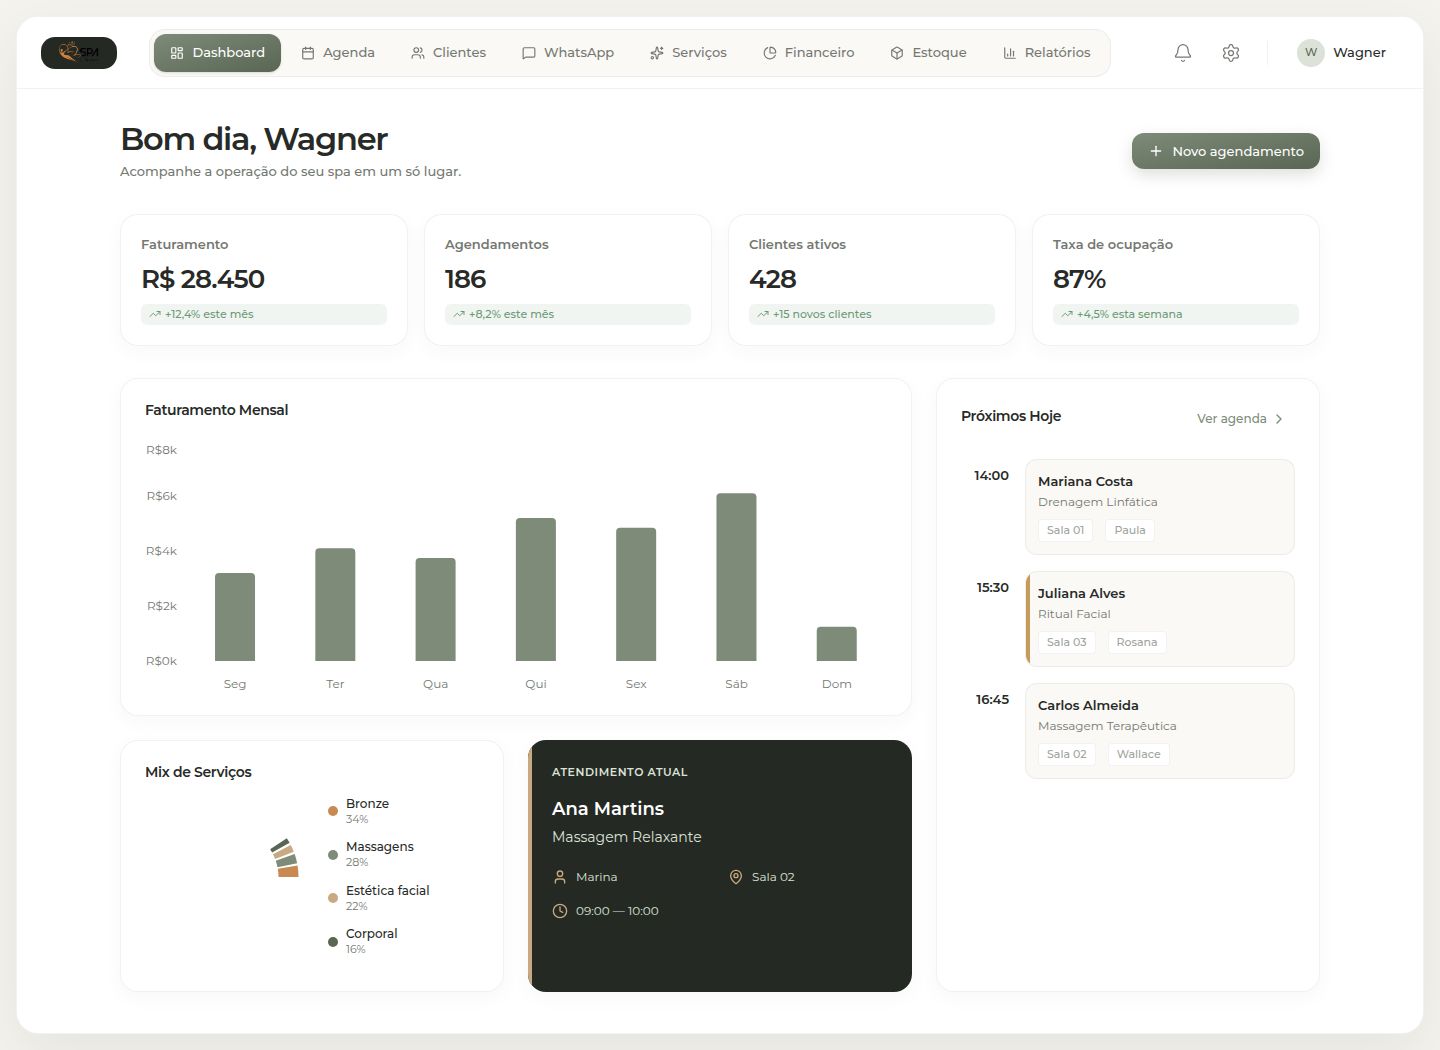 SPA
Dashboard
Agenda
Clientes
WhatsApp
Serviços
Financeiro
Estoque
Relatórios
W
Wagner
Bom dia, Wagner
Acompanhe a operação do seu spa em um só lugar.
Novo agendamento
Faturamento
R$ 28.450
+12,4% este mês
Agendamentos
186
+8,2% este mês
Clientes ativos
428
+15 novos clientes
Taxa de ocupação
87%
+4,5% esta semana
Faturamento Mensal
R$8k
R$6k
R$4k
R$2k
R$0k
Seg
Ter
Qua
Qui
Sex
Sáb
Dom
Próximos Hoje
Ver agenda
14:00
Mariana Costa
Drenagem Linfática
Sala 01
Paula
15:30
Juliana Alves
Ritual Facial
Sala 03
Rosana
16:45
Carlos Almeida
Massagem Terapêutica
Sala 02
Wallace
Mix de Serviços
Bronze
34%
Massagens
28%
Estética facial
22%
Corporal
16%
ATENDIMENTO ATUAL
Ana Martins
Massagem Relaxante
Marina
Sala 02
09:00 — 10:00